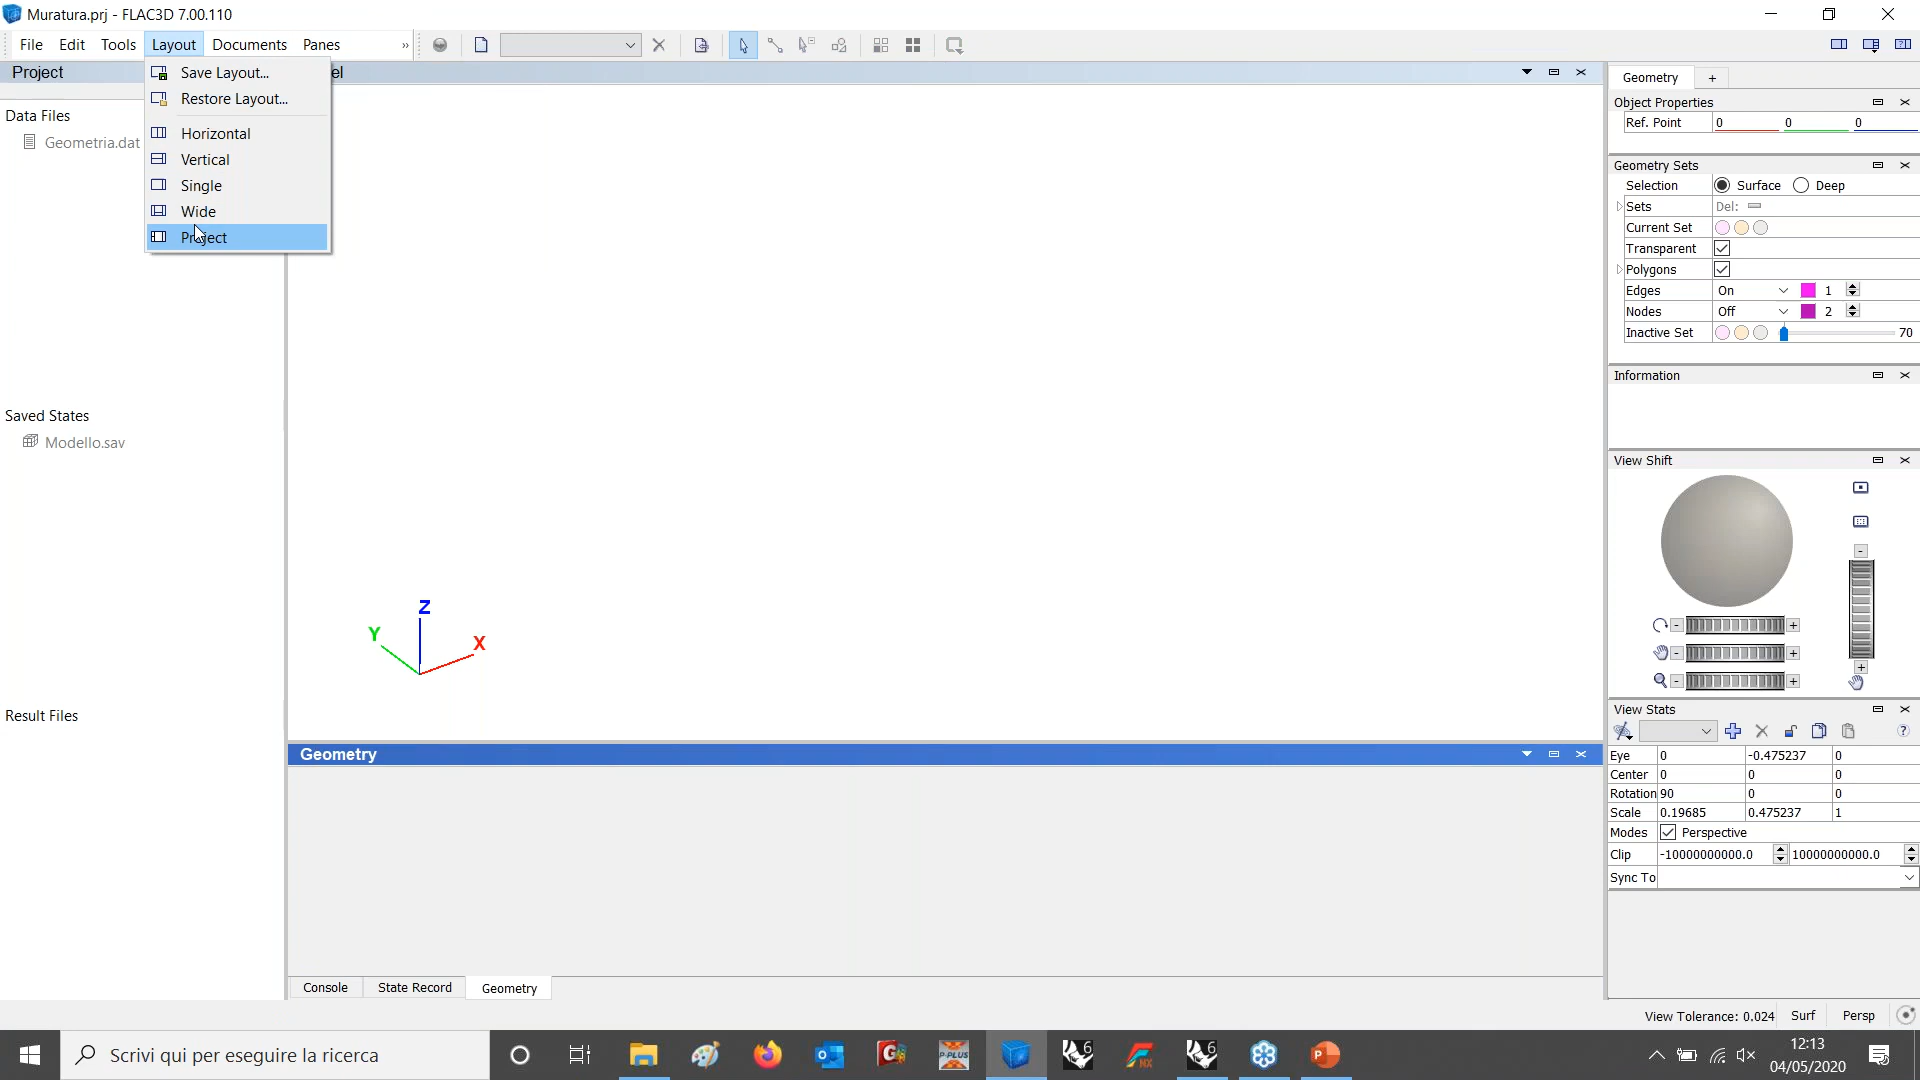 Muratura.prj - FLAC3D 7.00.110
File Edit Tools Layout Documents Panes »
Project
el
Save Layout...
Restore Layout...
Horizontal
Vertical
Single
Wide
Project
Data Files
Geometria.dat
Saved States
Modello.sav
Result Files
Z
Y
X
Geometry
Console State Record Geometry
Geometry +
Object Properties
Ref. Point 0 0 0
Geometry Sets
Selection Surface Deep
Sets Del:
Current Set
Transparent
Polygons
Edges On 1
Nodes Off 2
Inactive Set 70
Information
View Shift
-
- +
- +
+
- +
View Stats
Eye 0 -0.475237 0
Center 0 0 0
Rotation 90 0 0
Scale 0.19685 0.475237 1
Modes Perspective
Clip -10000000000.0 10000000000.0
Sync To
View Tolerance: 0.024 Surf Persp
Scrivi qui per eseguire la ricerca
P-PLUS
NX
6
6
12:13
04/05/2020